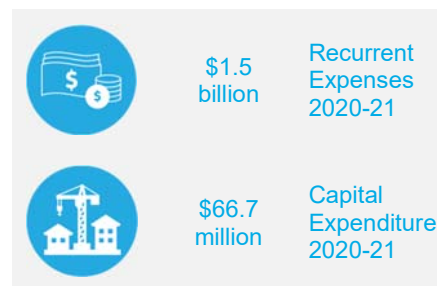 $1.5
billion
Recurrent
Expenses
2020-21
$66.7
million
Capital
Expenditure
2020-21